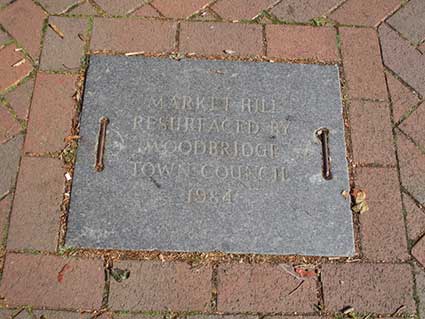 MARKET HILL
RESURFACED BY
WOODBRIDGE
TOWN COUNCIL
1984